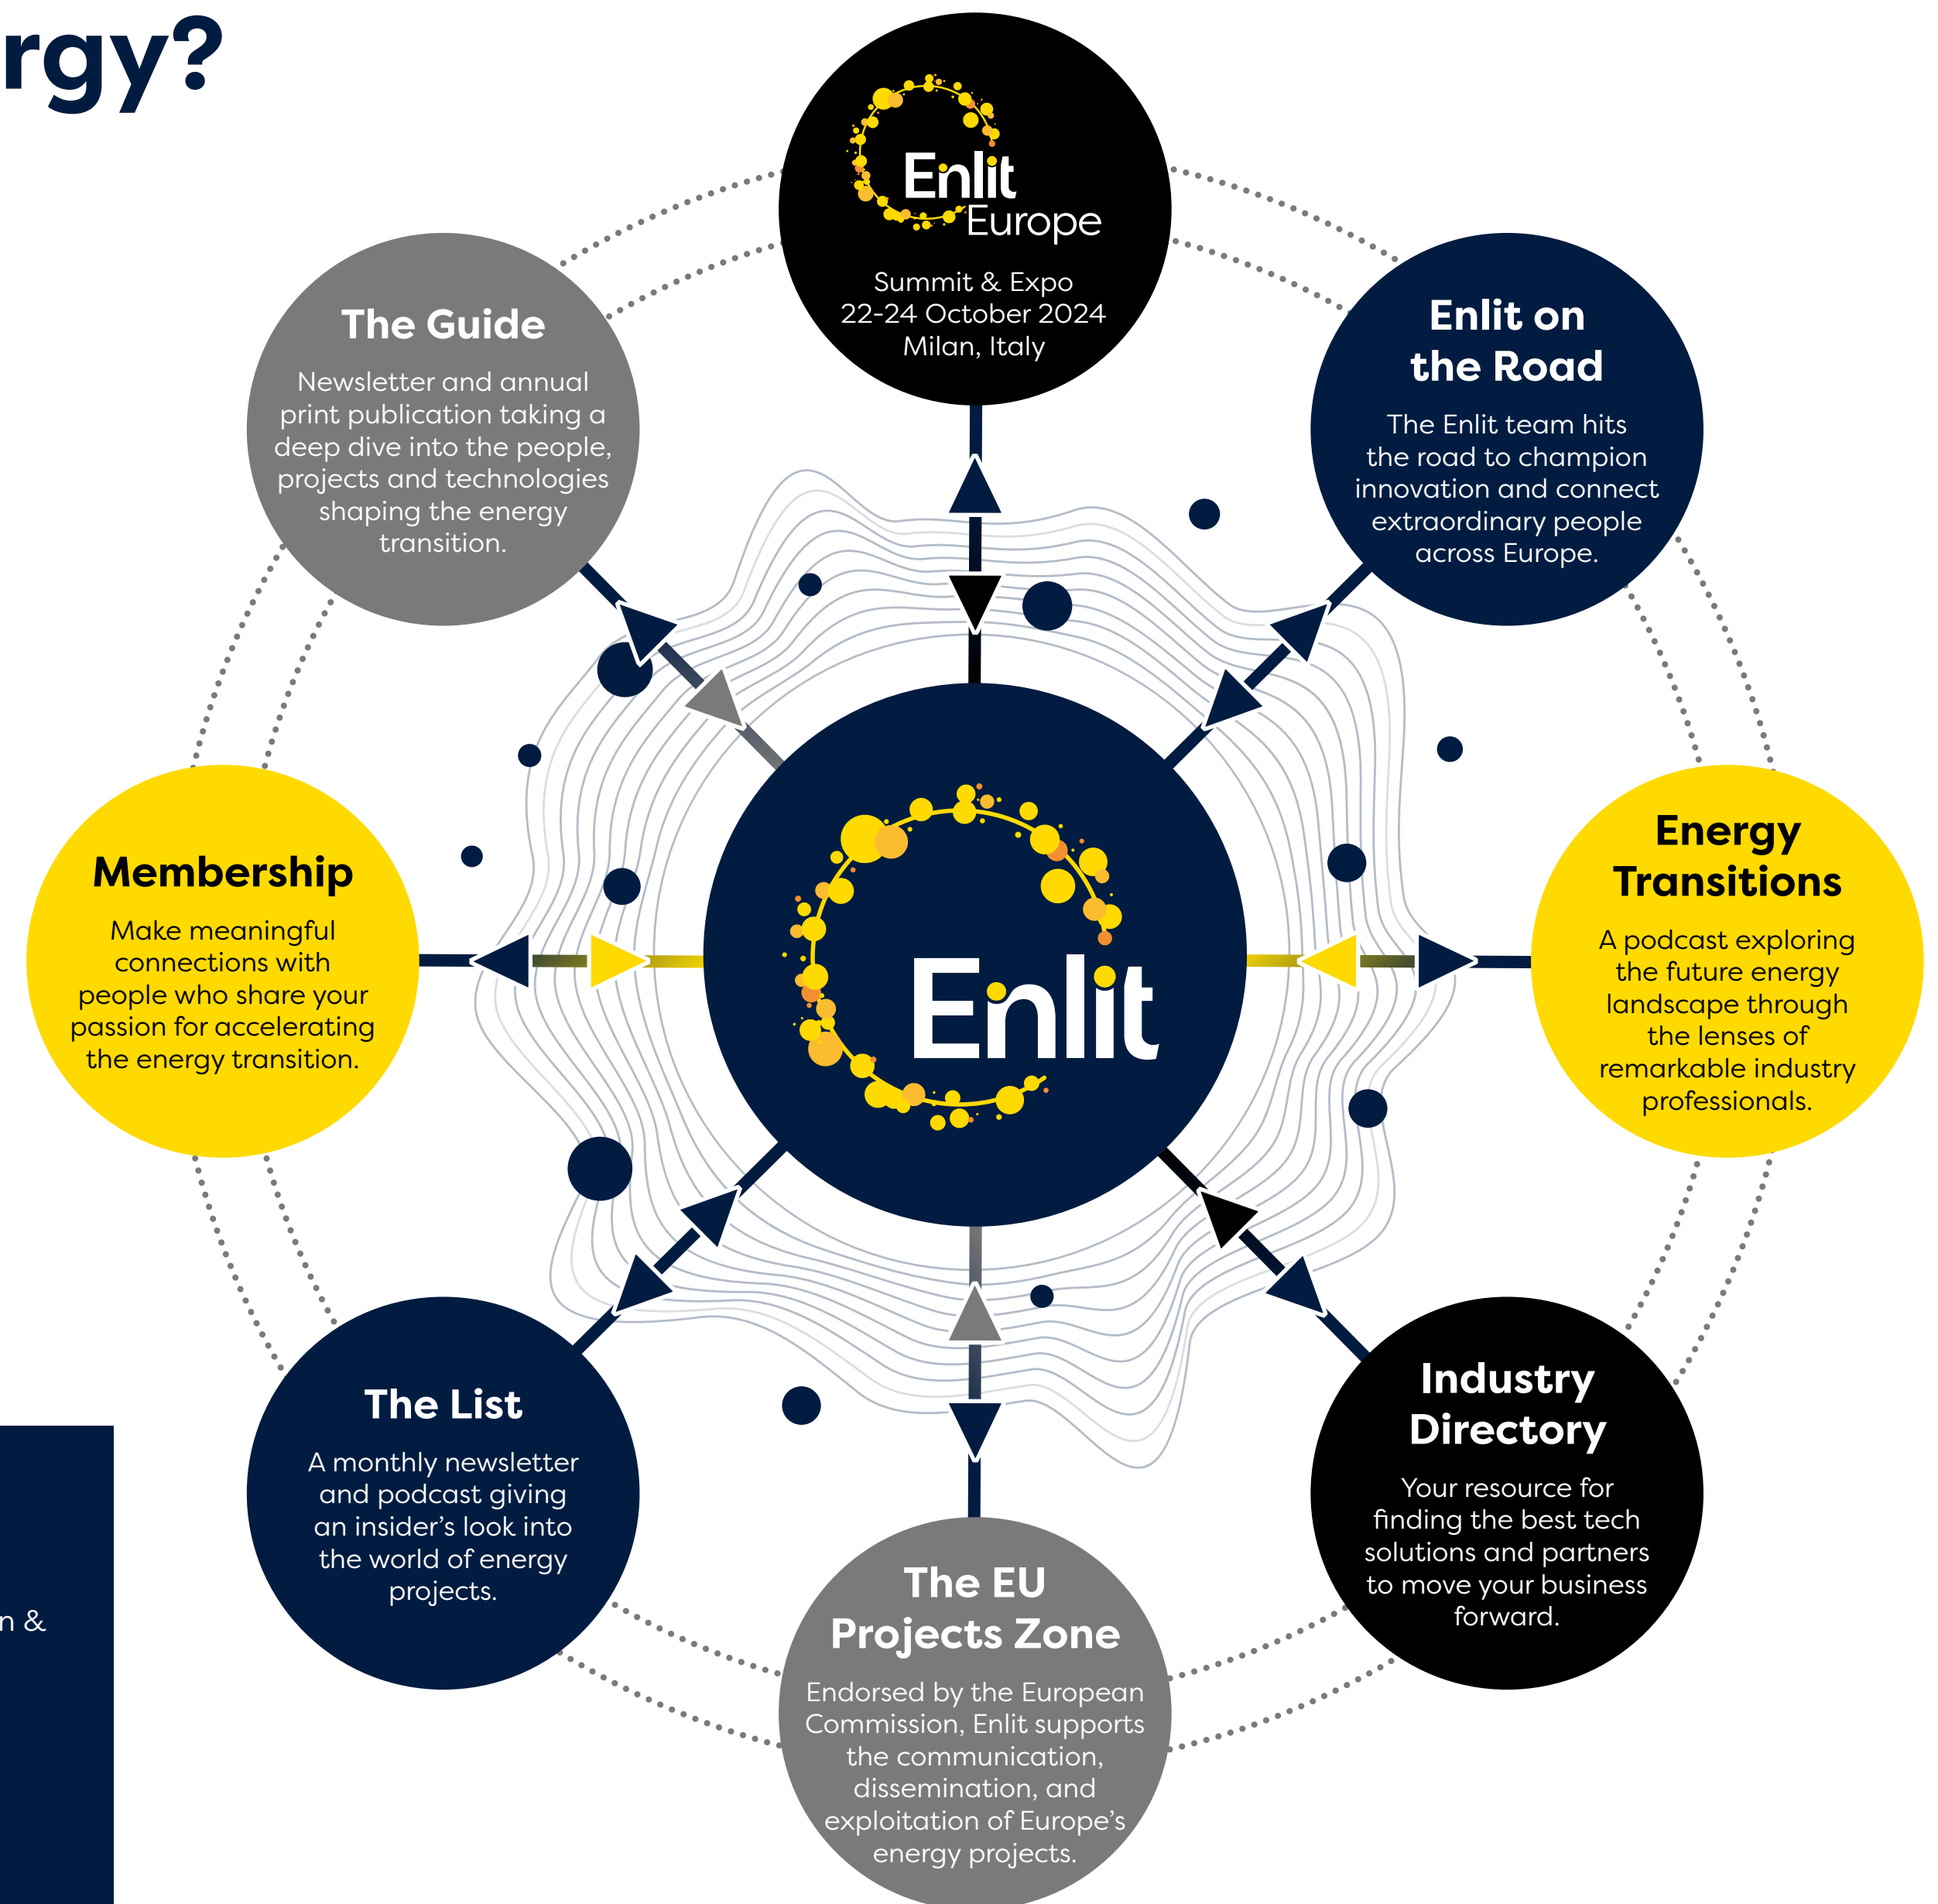 rgy?
Enlit
Europe
Summit & Expo
22-24 October 2024
Milan, Italy
The Guide
Newsletter and annual
print publication taking a
deep dive into the people,
projects and technologies
shaping the energy
transition.
Enlit on
the Road
The Enlit team hits
the road to champion
innovation and connect
extraordinary people
across Europe.
Membership
Make meaningful
connections with
people who share your
passion for accelerating
the energy transition.
Enlit
Energy
Transitions
A podcast exploring
the future energy
landscape through
the lenses of
remarkable industry
professionals.
The List
A monthly newsletter
and podcast giving
an insider’s look into
the world of energy
projects.
Industry
Directory
Your resource for
finding the best tech
solutions and partners
to move your business
forward.
The EU
Projects Zone
Endorsed by the European
Commission, Enlit supports
the communication,
dissemination, and
exploitation of Europe’s
energy projects.
n &